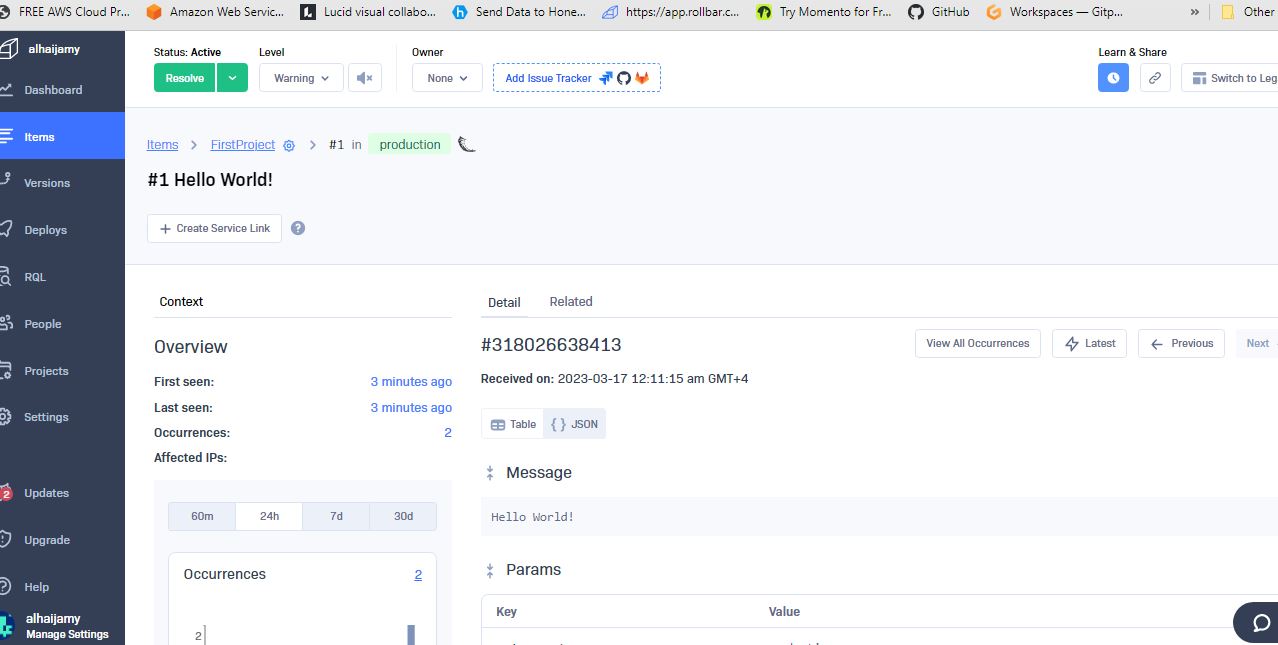 FREE AWS Cloud Pr... Amazon Web Servic... Lucid visual collabo... Send Data to Hone... https://app.rollbar.c... Try Momento for Fr... GitHub Workspaces — Gitp... » Other
alhaijamy
Dashboard
Items
Versions
Deploys
RQL
People
Projects
Settings
2
Updates
Upgrade
Help
alhaijamy
Manage Settings
Status: Active
Resolve
Level
Warning
Owner
None
Add Issue Tracker
Learn & Share
Switch to Leg
Items > FirstProject > #1 in production
#1 Hello World!
+ Create Service Link ?
Context
Overview
First seen: 3 minutes ago
Last seen: 3 minutes ago
Occurrences: 2
Affected IPs:
60m 24h 7d 30d
Occurrences 2
2
Detail Related
#318026638413
View All Occurrences Latest Previous Next
Received on: 2023-03-17 12:11:15 am GMT+4
Table { } JSON
Message
Hello World!
Params
Key Value